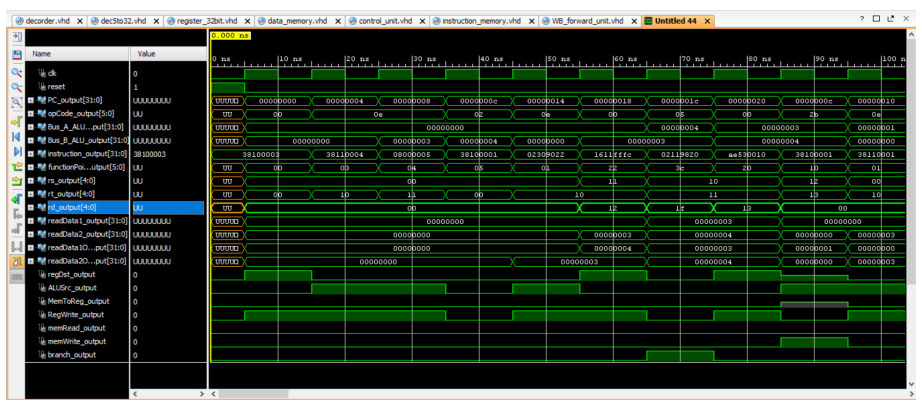 decorder.vhd dec5to32.vhd register_32bit.vhd data_memory.vhd control_unit.vhd instruction_memory.vhd WB_forward_unit.vhd Untitled 44
0.000 ns
Name Value 0 ns 10 ns 20 ns 30 ns 40 ns 50 ns 60 ns 70 ns 80 ns 90 ns 100 n
clk 0
reset 1
PC_output[31:0] UUUUUUUU UUUUU 00000000 00000004 00000008 0000000c 00000014 00000018 0000001c 00000020 0000000c 00000010
opCode_output[5:0] UU UU 00 0e 02 0e 00 05 00 2b 0e
Bus_A_ALU...put[31:0] UUUUUUUU UUUUU 00000000 00000004 00000003 00000001
Bus_B_ALU_output[31:0] UUUUUUUU UUUUU 00000000 00000003 00000004 00000000 00000003 00000004 00000000
instruction_output[31:0] 38100003 38100003 38110004 08000005 38100001 02309022 1611fffc 02119820 ae530010 38100001 38110001
functionPoi...utput[5:0] UU UU 00 03 04 05 01 22 3c 20 10 01
rs_output[4:0] UU UU 00 11 10 12 00
rt_output[4:0] UU UU 00 10 11 00 10 10 11 13 10
rd_output[4:0] UU UU 00 12 1f 13 00
readData1_output[31:0] UUUUUUUU UUUUU 00000000 00000003 00000000
readData2_output[31:0] UUUUUUUU UUUUU 00000000 00000003 00000004 00000000 00000003
readData1O...put[31:0] UUUUUUUU UUUUU 00000000 00000004 00000003 00000001 00000000
readData2O...put[31:0] UUUUUUUU UUUUU 00000000 00000003 00000004 00000000 00000003
regDst_output 0
ALUSrc_output 0
MemToReg_output 0
RegWrite_output 0
memRead_output 0
memWrite_output 0
branch_output 0